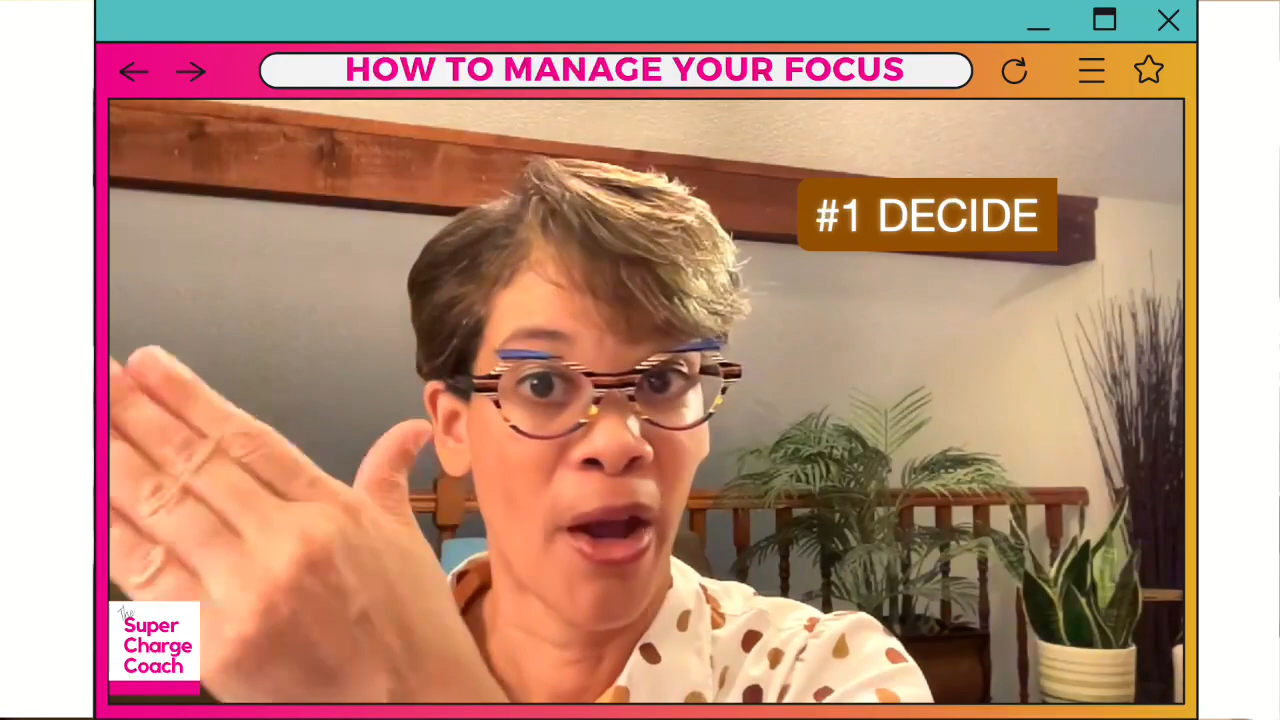 HOW TO MANAGE YOUR FOCUS
#1 DECIDE
The
Super
Charge
Coach